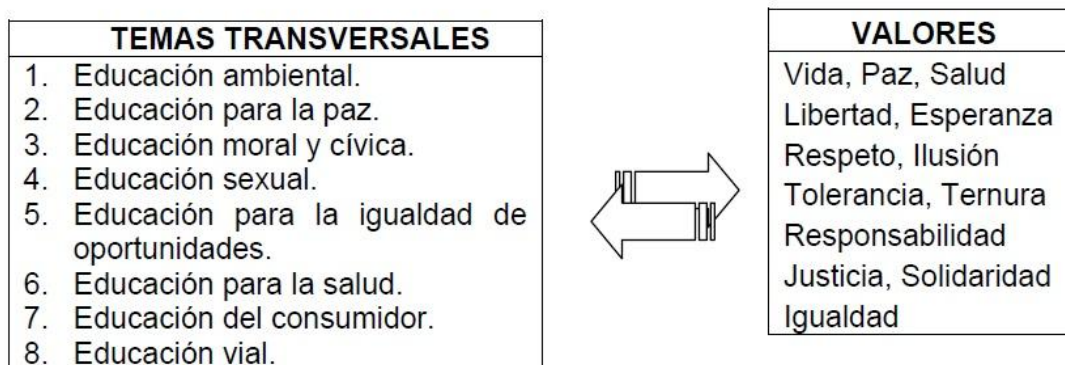 TEMAS TRANSVERSALES
1. Educación ambiental.
2. Educación para la paz.
3. Educación moral y cívica.
4. Educación sexual.
5. Educación para la igualdad de
oportunidades.
6. Educación para la salud.
7. Educación del consumidor.
8. Educación vial.
VALORES
Vida, Paz, Salud
Libertad, Esperanza
Respeto, Ilusión
Tolerancia, Ternura
Responsabilidad
Justicia, Solidaridad
Igualdad